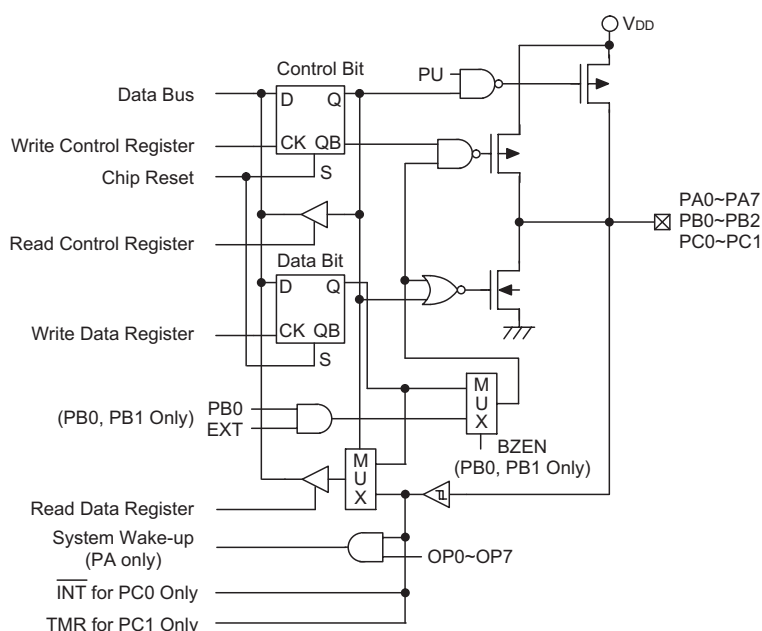 VDD
Control Bit
PU
Data Bus
D Q
PA0~PA7
Write Control Register
CK QB
PB0~PB2
Chip Reset
S
PC0~PC1
Read Control Register
Data Bit
D Q
Write Data Register
CK QB
S
M
U
X
PB0
(PB0, PB1 Only)
EXT
BZEN
(PB0, PB1 Only)
M
U
X
Read Data Register
System Wake-up
(PA only)
OP0~OP7
INT for PC0 Only
TMR for PC1 Only